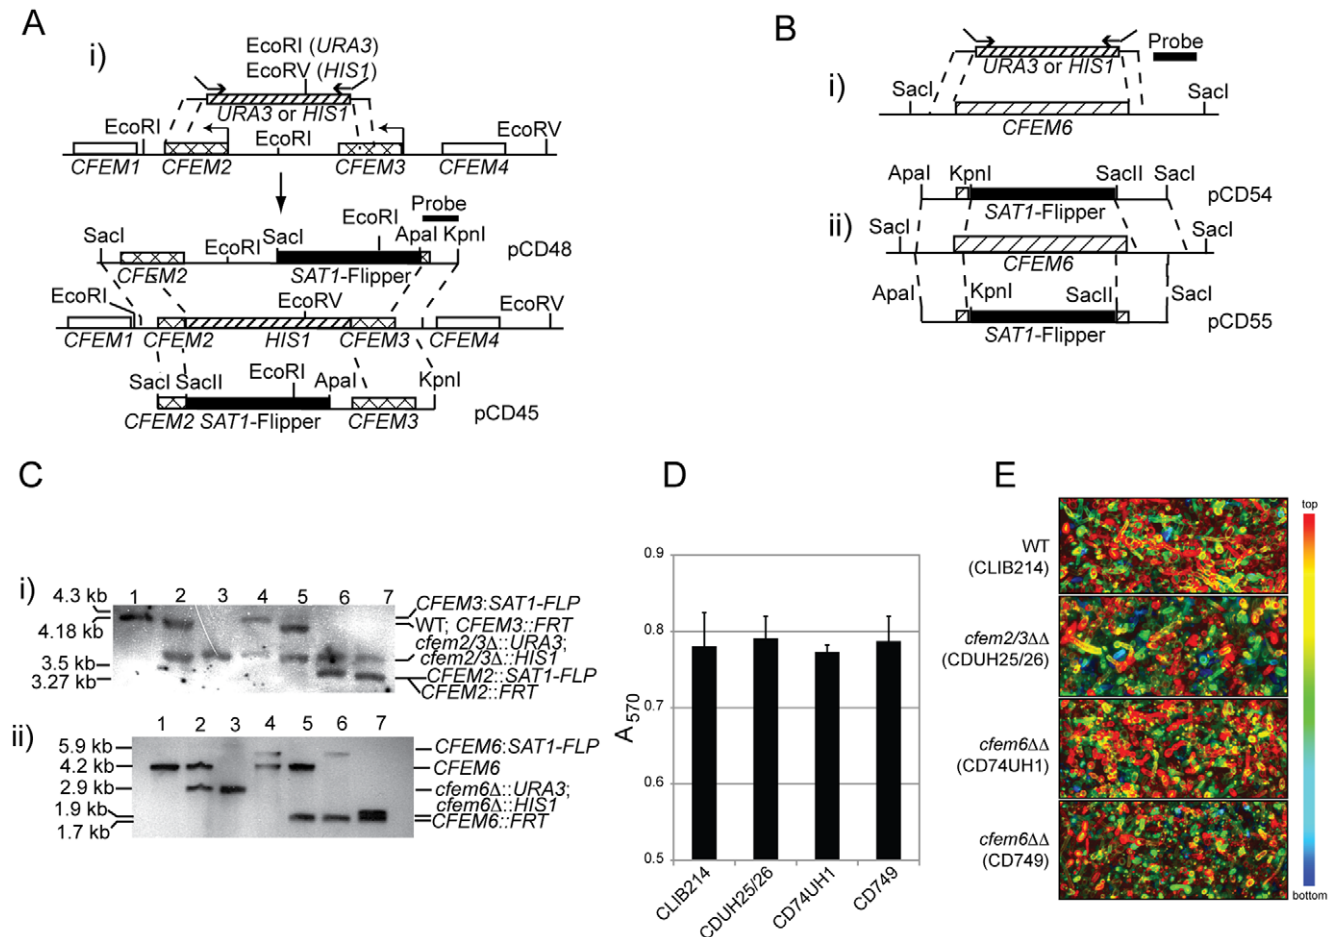 A
i)
EcoRI (URA3)
EcoRV (HIS1)
URA3 or HIS1
EcoRI
EcoRI
EcoRV
CFEM1
CFEM2
CFEM3
CFEM4
Probe
EcoRI
SacI
EcoRI
SacI
ApaI
KpnI
pCD48
CFEM2
SAT1-Flipper
EcoRI
EcoRV
EcoRV
CFEM1
CFEM2
HIS1
CFEM3
CFEM4
SacI
SacII
EcoRI
ApaI
KpnI
pCD45
CFEM2 SAT1-Flipper
CFEM3
B
Probe
i)
URA3 or HIS1
SacI
SacI
CFEM6
ApaI
KpnI
SacII
SacI
pCD54
SAT1-Flipper
ii)
SacI
SacI
CFEM6
ApaI
KpnI
SacII
SacI
pCD55
SAT1-Flipper
C
i)
1 2 3 4 5 6 7
4.3 kb
4.18 kb
3.5 kb
3.27 kb
CFEM3:SAT1-FLP
WT; CFEM3::FRT
cfem2/3Δ::URA3;
cfem2/3Δ::HIS1
CFEM2::SAT1-FLP
CFEM2::FRT
ii)
1 2 3 4 5 6 7
5.9 kb
4.2 kb
2.9 kb
1.9 kb
1.7 kb
CFEM6:SAT1-FLP
CFEM6
cfem6Δ::URA3;
cfem6Δ::HIS1
CFEM6::FRT
D
A570
0.9
0.8
0.7
0.6
0.5
CLIB214
CDUH25/26
CD74UH1
CD749
E
WT
(CLIB214)
cfem2/3ΔΔ
(CDUH25/26)
cfem6ΔΔ
(CD74UH1)
cfem6ΔΔ
(CD749)
top
bottom